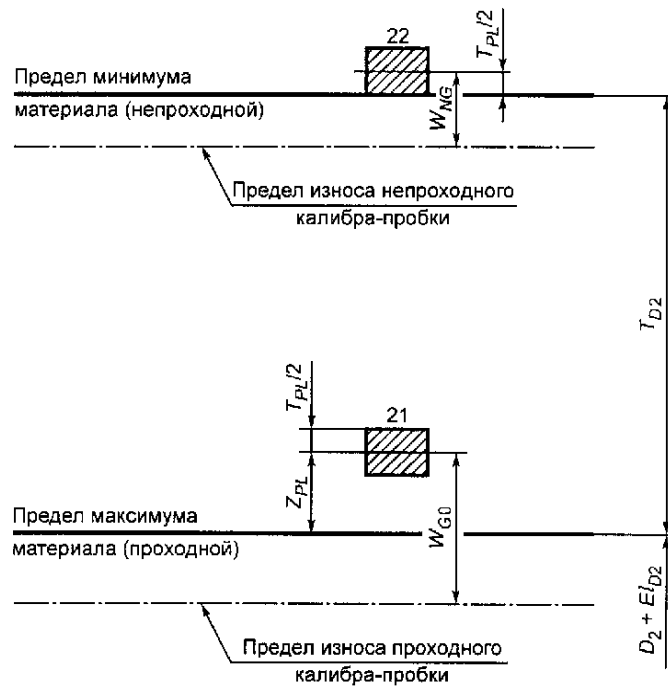 22
T_PL/2
Предел минимума
материала (непроходной)
W_NG
Предел износа непроходного
калибра-пробки
T_D2
T_PL/2
21
Z_PL
Предел максимума
материала (проходной)
W_G0
D_2 + EI_D2
Предел износа проходного
калибра-пробки